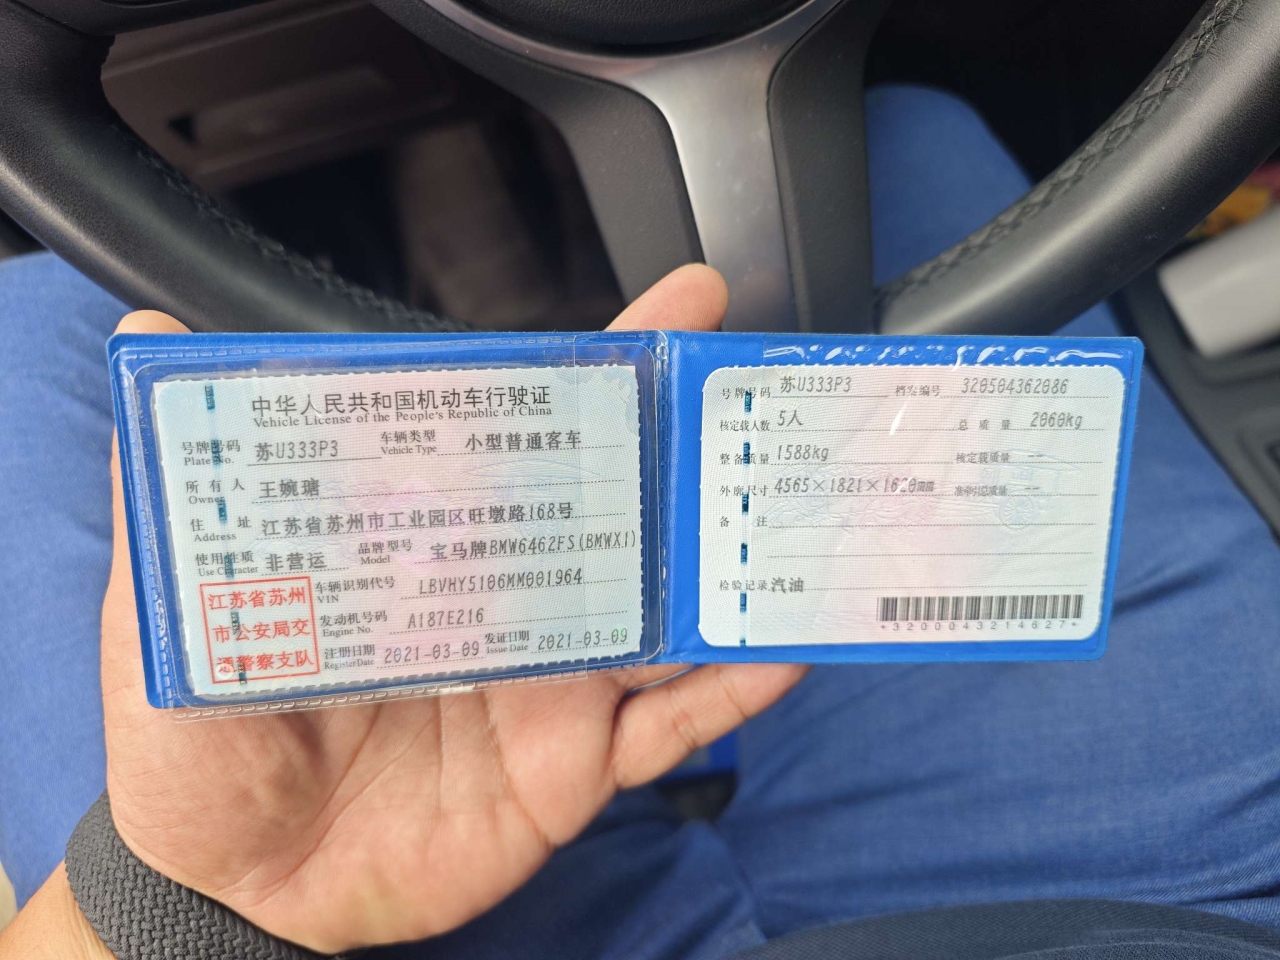 中华人民共和国机动车行驶证
Vehicle License of the People's Republic of China
号牌号码 苏U333P3 车辆类型 小型普通客车
Plate No. Vehicle Type
所有人 王婉瑭
Owner
住址 江苏省苏州市工业园区旺墩路168号
Address
使用性质 非营运 品牌型号 宝马牌BMW6462FS(BMWX1)
Use Character Model
江苏省苏州
市公安局交
通警察支队
车辆识别代号 LBVHY5106MM001964
VIN
发动机号码 A187E216
Engine No.
注册日期 2021-03-09 发证日期 2021-03-09
Register Date Issue Date
号牌号码 苏U333P3 档案编号 320504362086
核定载人数 5人 总质量 2060kg
整备质量 1588kg 核定载质量 --
外廓尺寸 4565×1821×1620mm 准牵引总质量 --
备注
检验记录 汽油
*3200043214627*